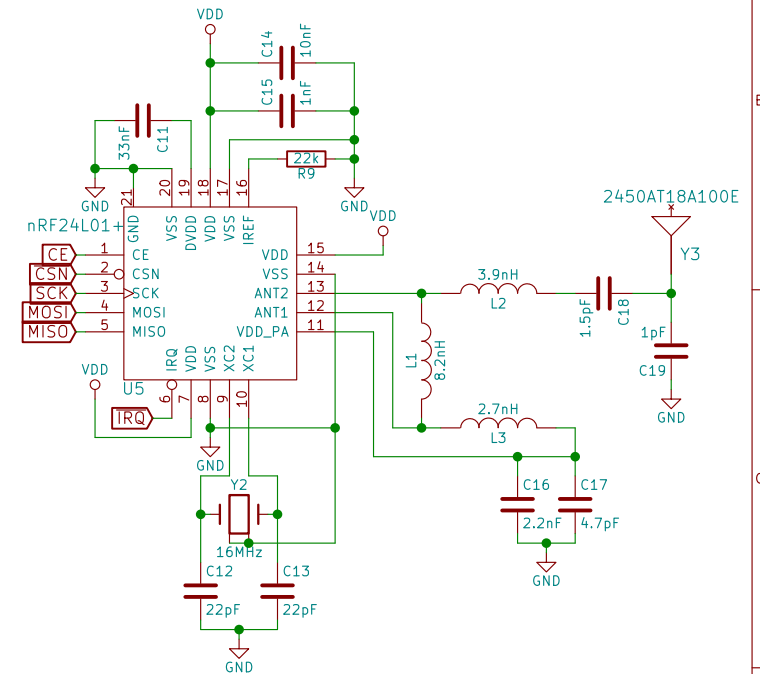 VDD
C14
10nF
C15
1nF
33nF
C11
22k
R9
GND
GND
VDD
2450AT18A100E
Y3
nRF24L01+
21
20
19
18
17
16
GND
VSS
DVDD
VDD
VSS
IREF
CE
1
CE
VDD
15
CSN
2
CSN
VSS
14
SCK
3
SCK
ANT2
13
MOSI
4
MOSI
ANT1
12
MISO
5
MISO
VDD_PA
11
IRQ
VDD
VSS
XC2
XC1
U5
6
7
8
9
10
VDD
IRQ
GND
3.9nH
L2
1.5pF
C18
1pF
C19
GND
L1
8.2nH
2.7nH
L3
C16
2.2nF
C17
4.7pF
GND
Y2
16MHz
C12
22pF
C13
22pF
GND
B
C